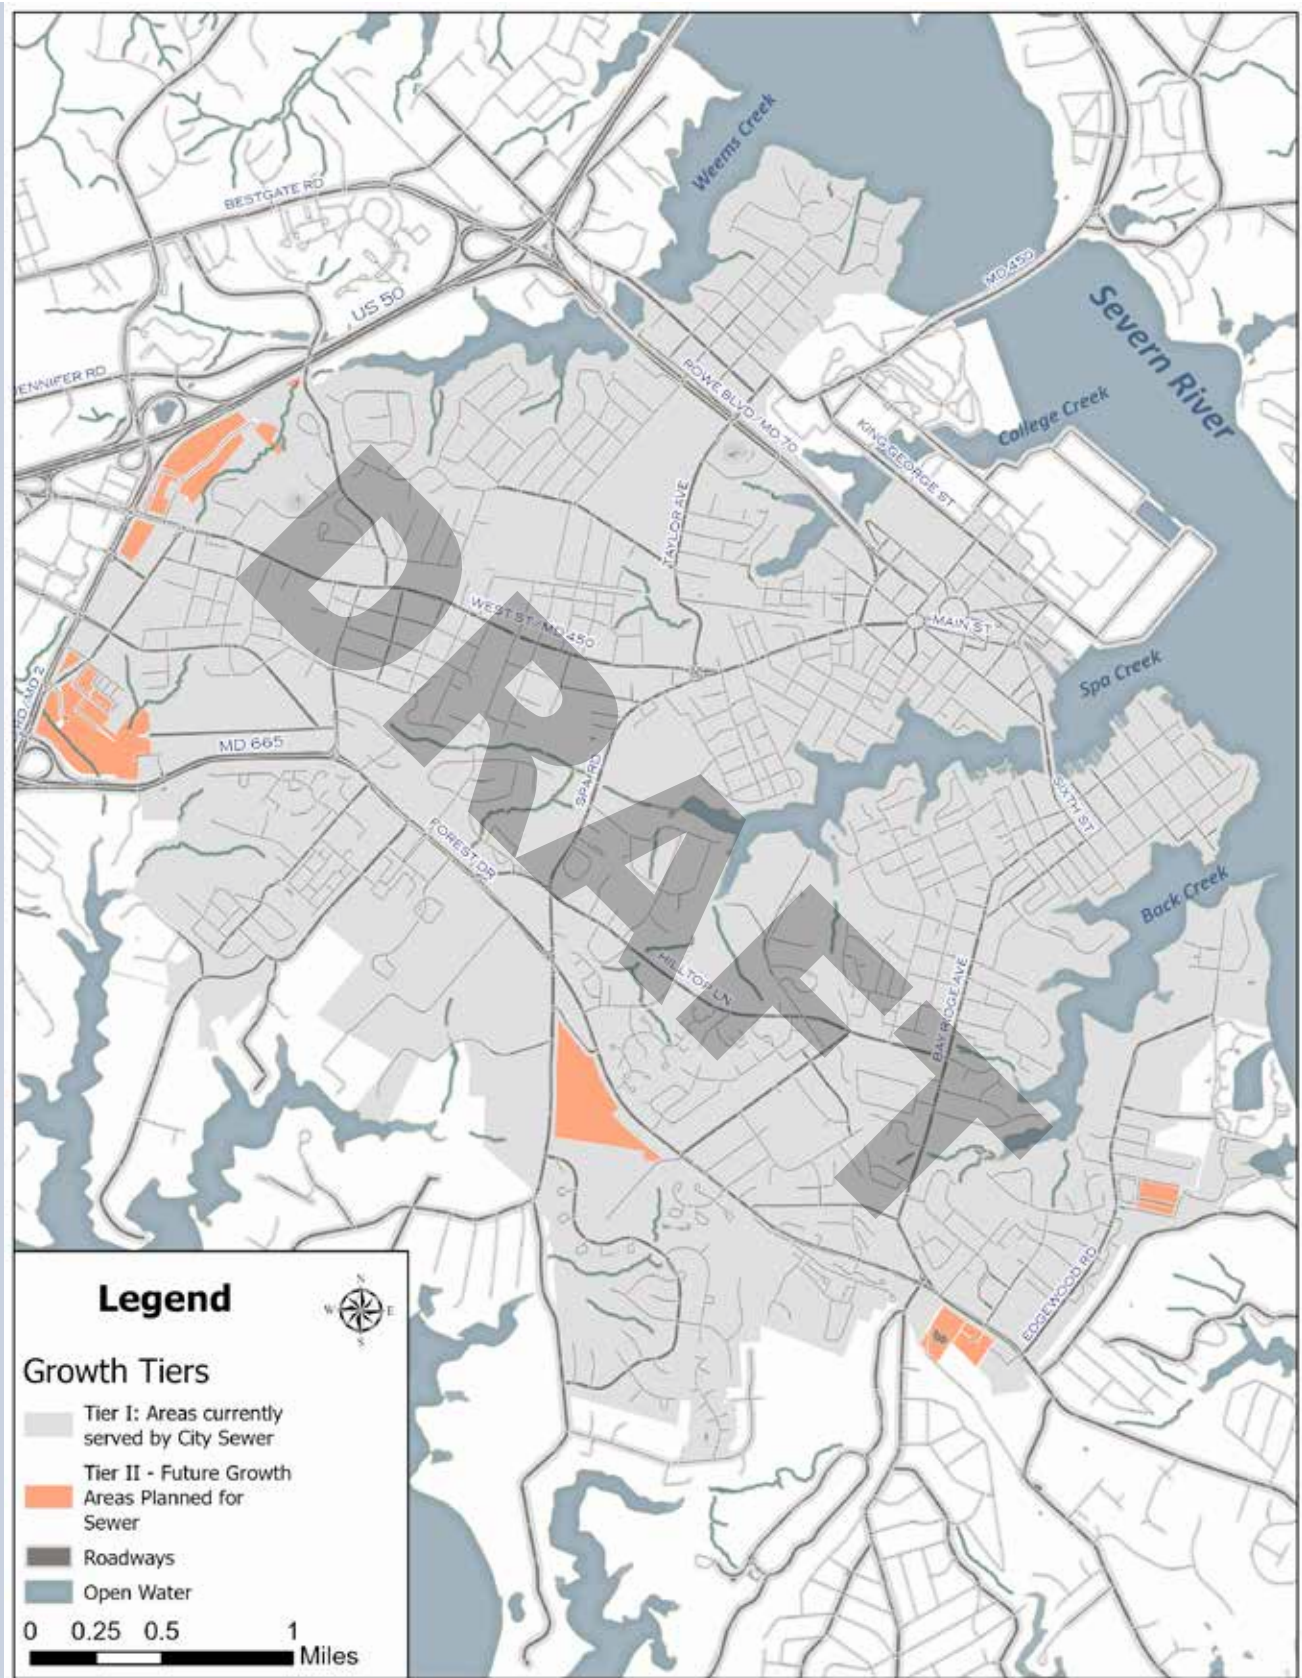 Weems Creek
BESTGATE RD
US 50
MD 450
Severn River
JENNIFER RD
ROWE BLVD / MD 70
College Creek
KING GEORGE ST
TAYLOR AVE
WEST ST / MD 450
MAIN ST
Spa Creek
RD / MD 2
MD 665
SPA RD
SIXTH ST
FOREST DR
Back Creek
HILLTOP LN
BAY RIDGE AVE
EDGEWOOD RD
DRAFT
Legend
N
W E
S
Growth Tiers
Tier I: Areas currently
served by City Sewer
Tier II - Future Growth
Areas Planned for
Sewer
Roadways
Open Water
0 0.25 0.5 1
Miles